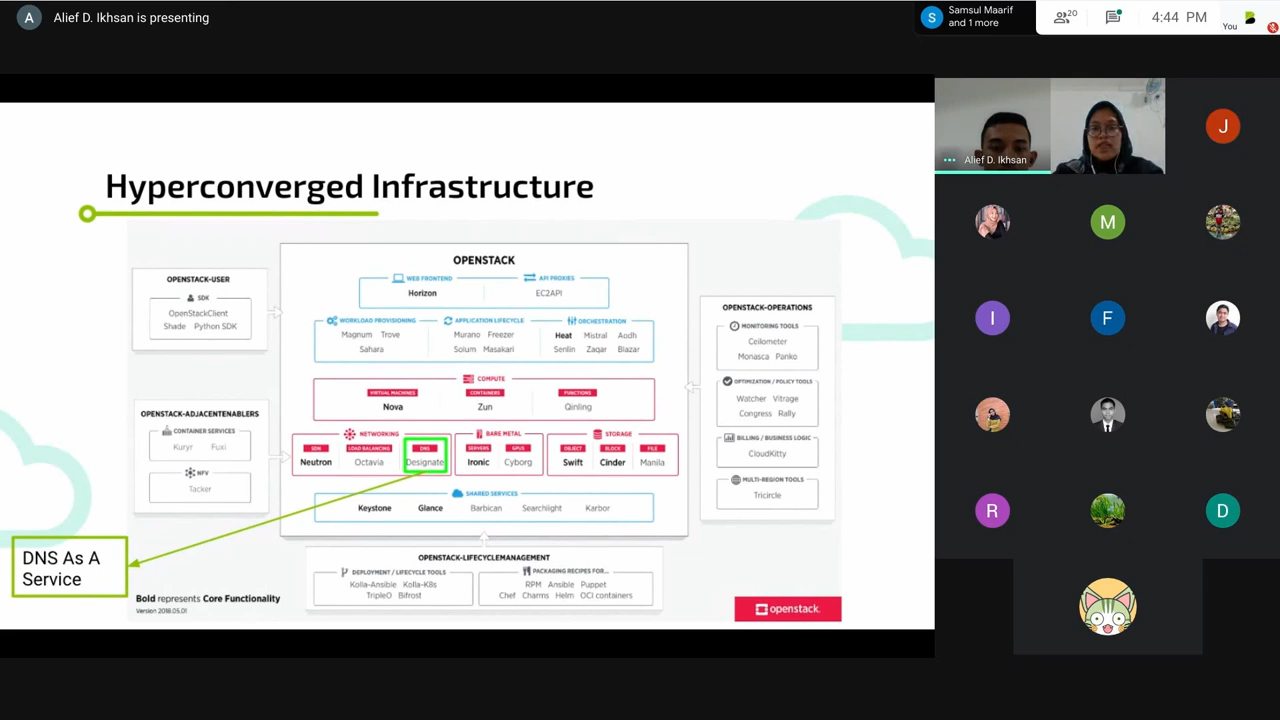 A
Alief D. Ikhsan is presenting
S
Samsul Maarif
and 1 more
20
4:44 PM
You
Hyperconverged Infrastructure
OPENSTACK
WEB FRONTEND
API PROXIES
Horizon
EC2API
WORKLOAD PROVISIONING
APPLICATION LIFECYCLE
ORCHESTRATION
Magnum Trove
Murano Freezer
Heat Mistral Aodh
Sahara
Solum Masakari
Senlin Zaqar Blazar
COMPUTE
VIRTUAL MACHINES
CONTAINERS
FUNCTIONS
Nova
Zun
Qinling
NETWORKING
BARE METAL
STORAGE
SDN
LOAD BALANCING
DNS
SERVERS
GPUS
OBJECT
BLOCK
FILE
Neutron
Octavia
Designate
Ironic
Cyborg
Swift
Cinder
Manila
SHARED SERVICES
Keystone
Glance
Barbican
Searchlight
Karbor
OPENSTACK-USER
SDK
OpenStackClient
Shade Python SDK
OPENSTACK-ADJACENTENABLERS
CONTAINER SERVICES
Kuryr Fuxi
NFV
Tacker
OPENSTACK-OPERATIONS
MONITORING TOOLS
Ceilometer
Monasca Panko
OPTIMIZATION / POLICY TOOLS
Watcher Vitrage
Congress Rally
BILLING / BUSINESS LOGIC
CloudKitty
MULTI-REGION TOOLS
Tricircle
OPENSTACK-LIFECYCLEMANAGEMENT
DEPLOYMENT / LIFECYCLE TOOLS
Kolla-Ansible Kolla-K8s
TripleO Bifrost
PACKAGING RECIPES FOR...
RPM Ansible Puppet
Chef Charms Helm OCI containers
DNS As A
Service
Bold represents Core Functionality
Version 2018.05.01
openstack.
Alief D. Ikhsan
J
M
I
F
R
D